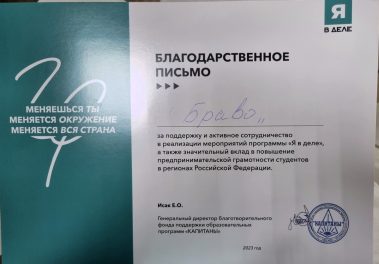 Я
В ДЕЛЕ
МЕНЯЕШЬСЯ ТЫ
МЕНЯЕТСЯ ОКРУЖЕНИЕ
МЕНЯЕТСЯ ВСЯ СТРАНА
БЛАГОДАРСТВЕННОЕ
ПИСЬМО
Браво
за поддержку и активное сотрудничество
в реализации мероприятий программы «Я в деле»,
а также значительный вклад в повышение
предпринимательской грамотности студентов
в регионах Российской Федерации.
Исак Е.О.
Генеральный директор благотворительного
фонда поддержки образовательных
программ «КАПИТАНЫ»
"КАПИТАНЫ"
2023 год